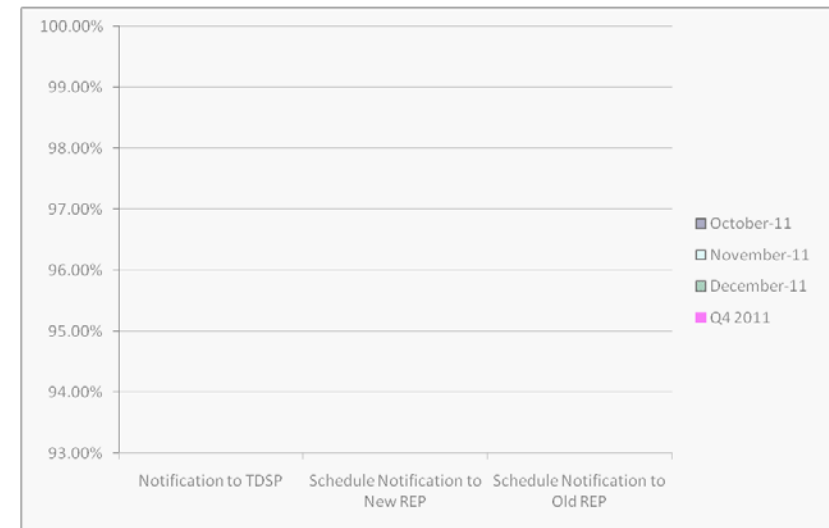 100.00%
99.00%
98.00%
97.00%
96.00%
95.00%
94.00%
93.00%
Notification to TDSP
Schedule Notification to
New REP
Schedule Notification to
Old REP
October-11
November-11
December-11
Q4 2011